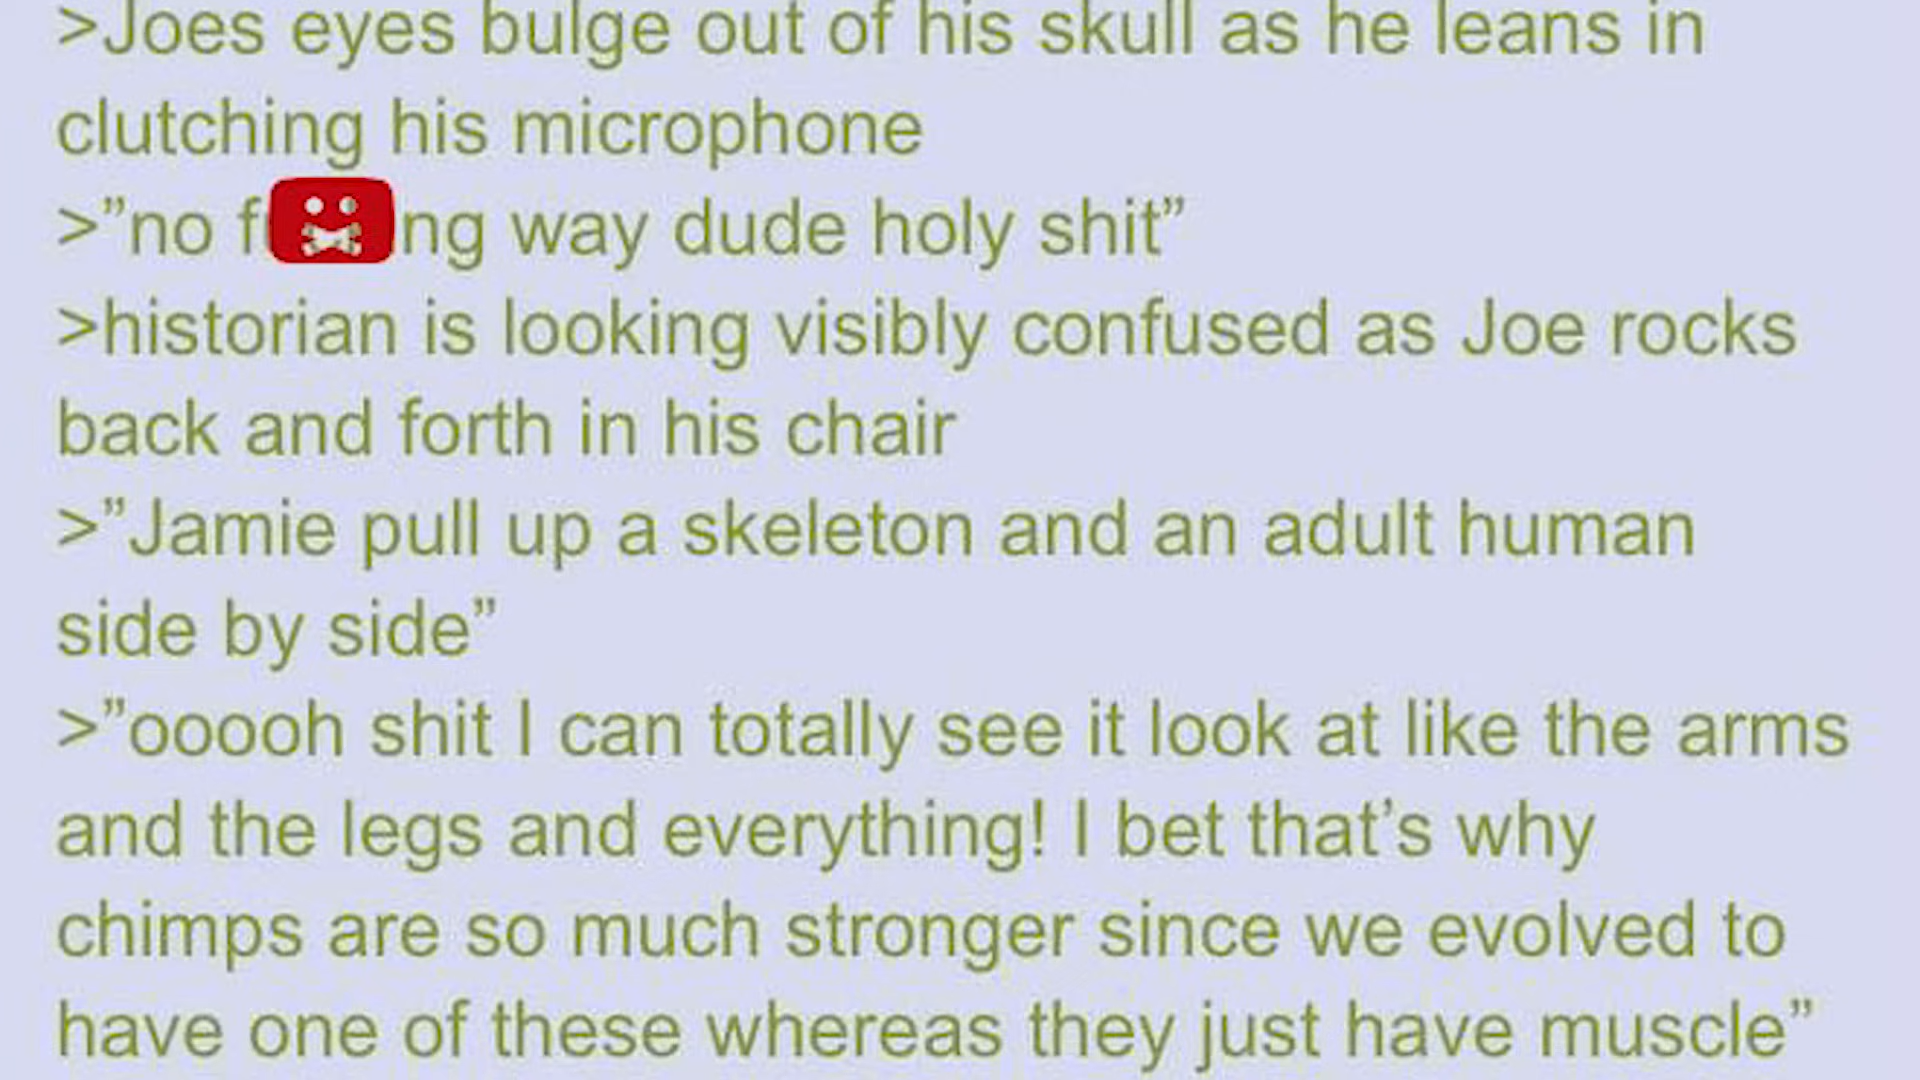 >Joes eyes bulge out of his skull as he leans in
clutching his microphone
>”no f ng way dude holy shit”
>historian is looking visibly confused as Joe rocks
back and forth in his chair
>”Jamie pull up a skeleton and an adult human
side by side”
>”ooooh shit I can totally see it look at like the arms
and the legs and everything! I bet that’s why
chimps are so much stronger since we evolved to
have one of these whereas they just have muscle”